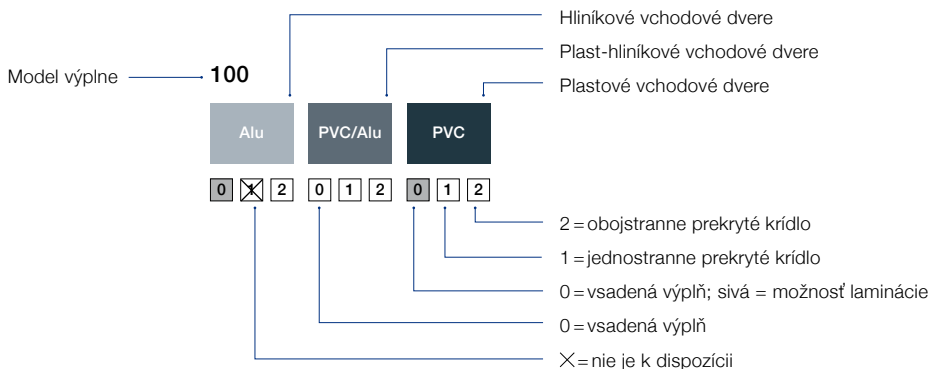 Hliníkové vchodové dvere
Plast-hliníkové vchodové dvere
Model výplne 100
Plastové vchodové dvere
Alu PVC/Alu PVC
0 1 2 0 1 2 0 1 2
2 = obojstranne prekryté krídlo
1 = jednostranne prekryté krídlo
0 = vsadená výplň; sivá = možnosť laminácie
0 = vsadená výplň
× = nie je k dispozícii